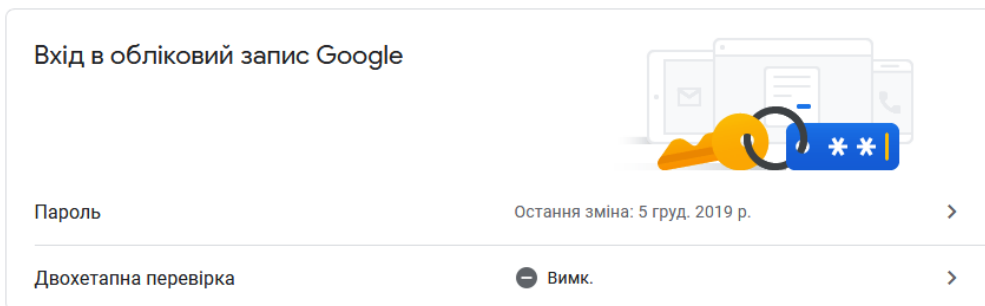 Вхід в обліковий запис Google
* *
Пароль
Остання зміна: 5 груд. 2019 р.
Двохетапна перевірка
Вимк.